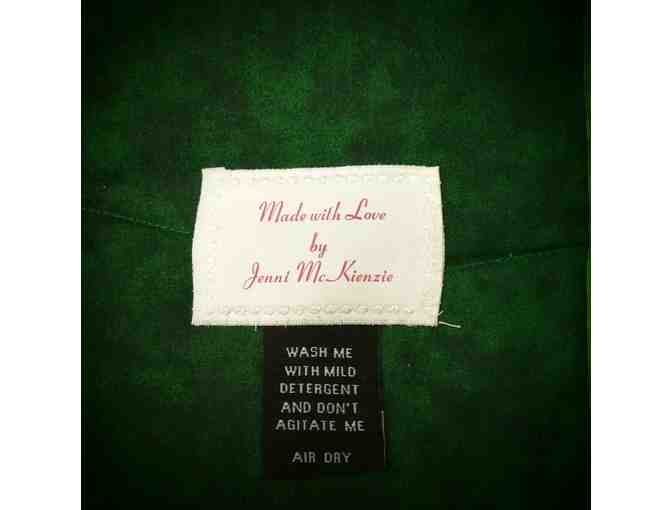 Made with Love
by
Jenni McKienzie
WASH ME
WITH MILD
DETERGENT
AND DON'T
AGITATE ME
AIR DRY